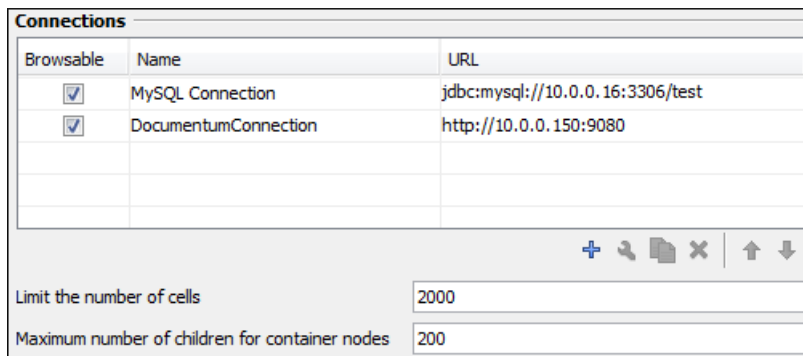 Connections
Browsable Name URL
MySQL Connection jdbc:mysql://10.0.0.16:3306/test
DocumentumConnection http://10.0.0.150:9080
Limit the number of cells 2000
Maximum number of children for container nodes 200